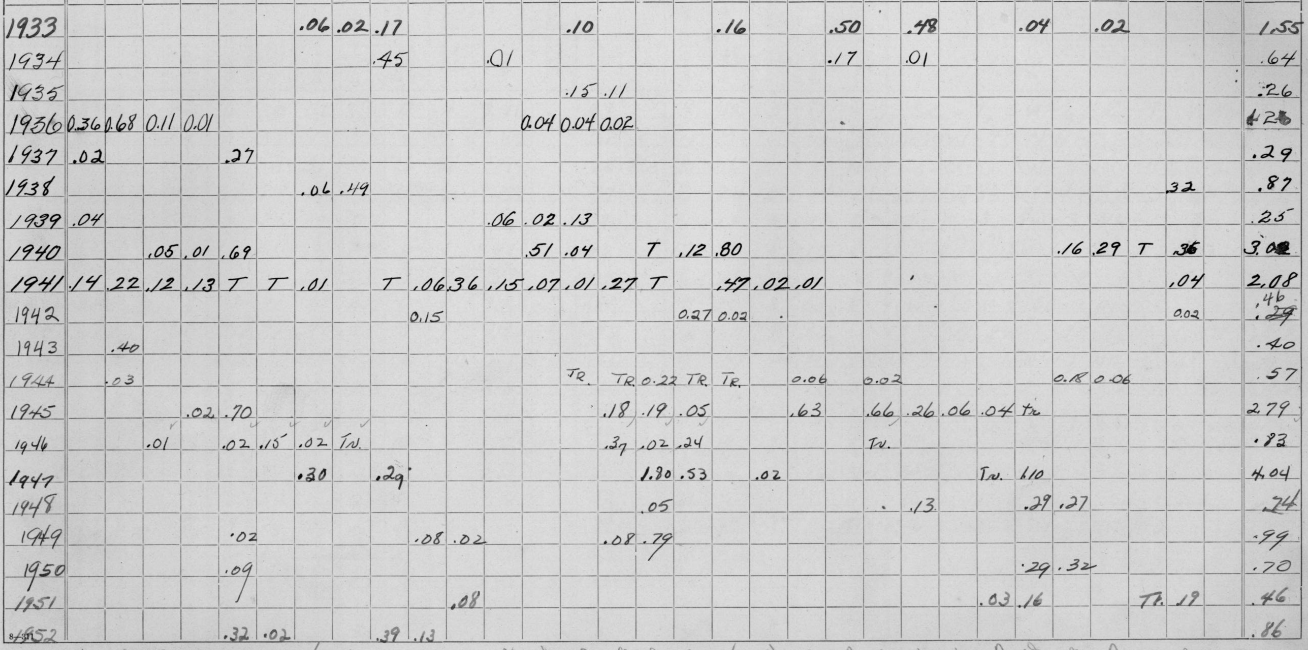 1933 .06 .02 .17 .10 .16 .50 .48 .04 .02 1.55
1934 .45 .01 .17 .01 .64
1935 .15 .11 .26
1936 0.36 0.68 0.11 0.01 0.04 0.04 0.02
1937 .02 .27 .29
1938 .06 .49 32 .87
1939 .04 .06 .02 .13 .25
1940 .05 .01 .69 .51 .04 T .12 .80 .16 .29 T
1941 .14 .22 .12 .13 T T .01 T .06 .36 .15 .07 .01 .27 T .47 .02 .01 .04 2.08
1942 0.15 0.27 0.02 0.02 .46 .29
1943 .40 .40
1944 .03 TR. TR 0.22 TR. TR. 0.06 0.02 0.18 0.06 .57
1945 .02 .70 .18 .19 .05 .63 .66 .26 .06 .04 tr 2.79
1946 .01 .02 .15 .02 Tr. .37 .02 .24 Tr. .83
1947 .30 .29 1.80 .53 .02 Tr. 1.10 4.04
1948 .05 .13 .29 .27 .74
1949 .02 .08 .02 .08 .79 .99
1950 .09 .29 .32 .70
1951 .08 .03 .16 Tr. .19 .46
1952 .32 .02 .39 .13 .86